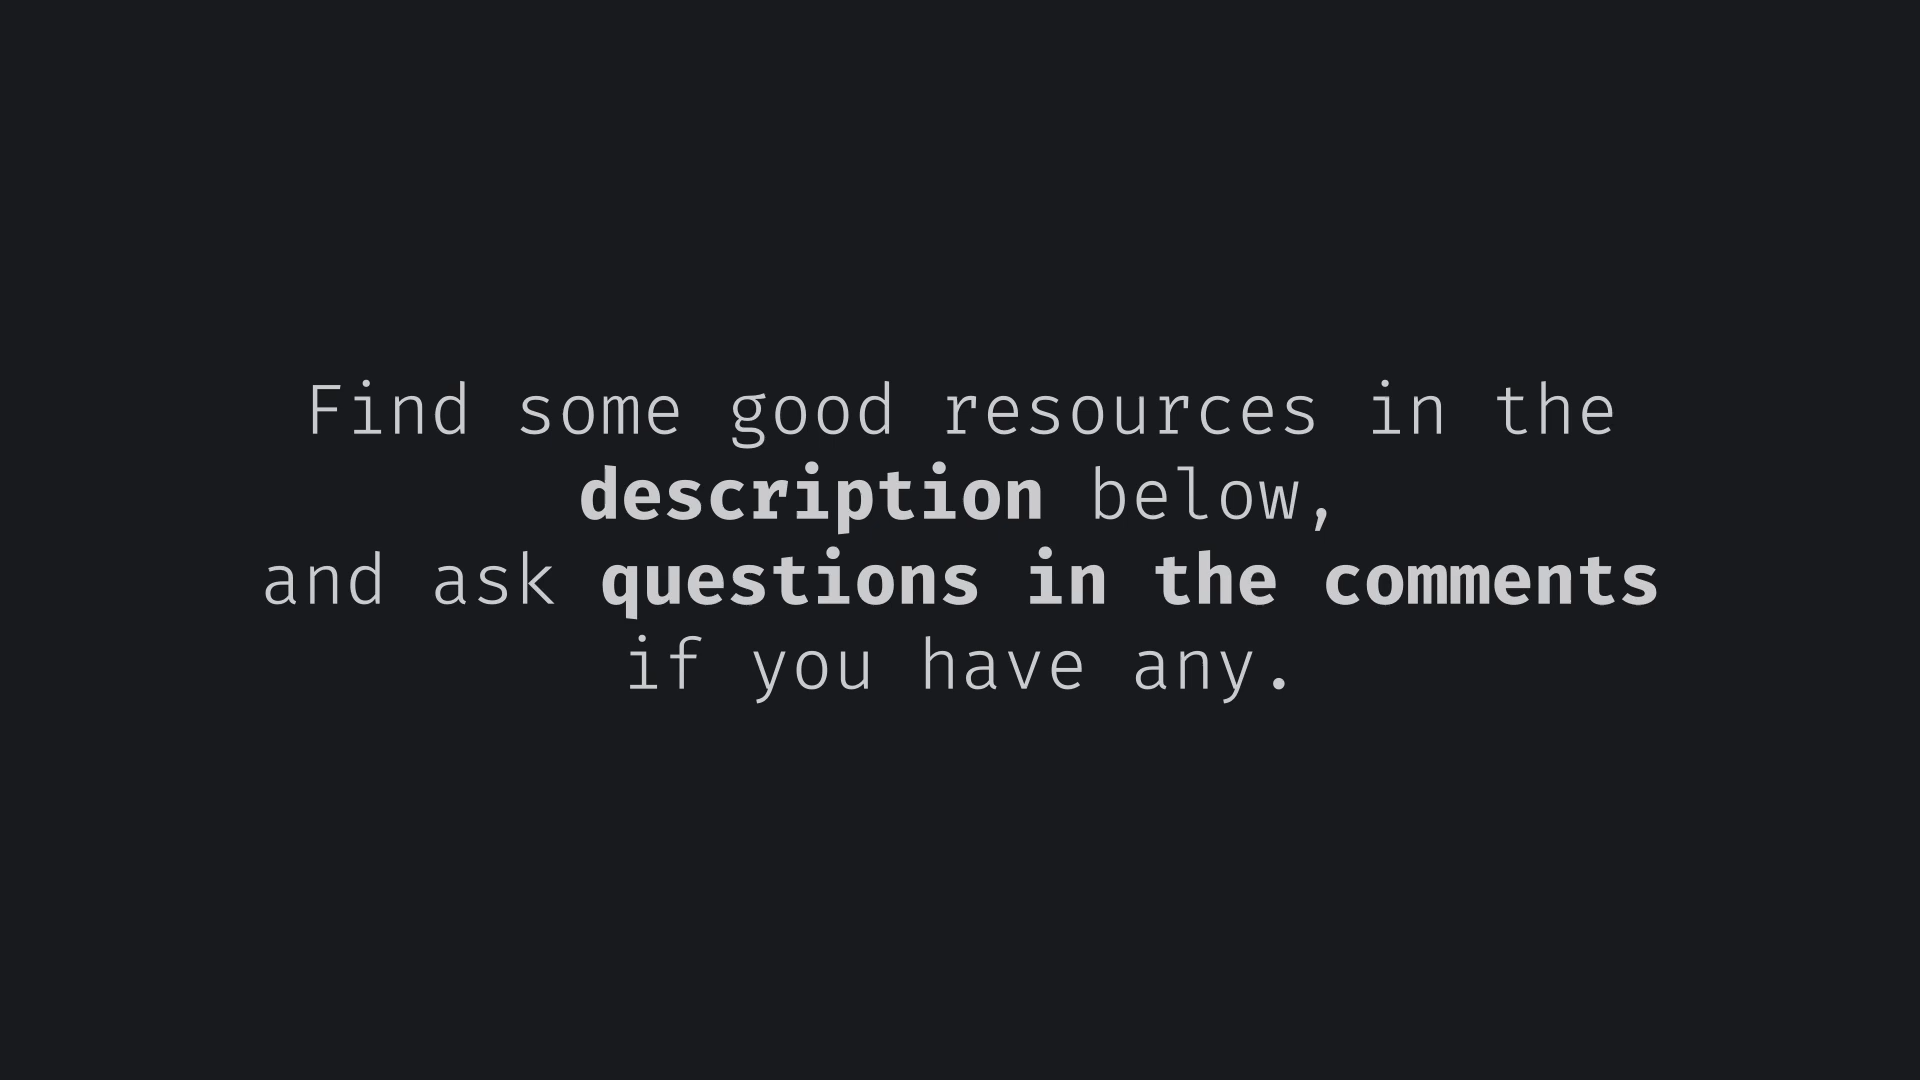 Find some good resources in the
description below,
and ask questions in the comments
if you have any.